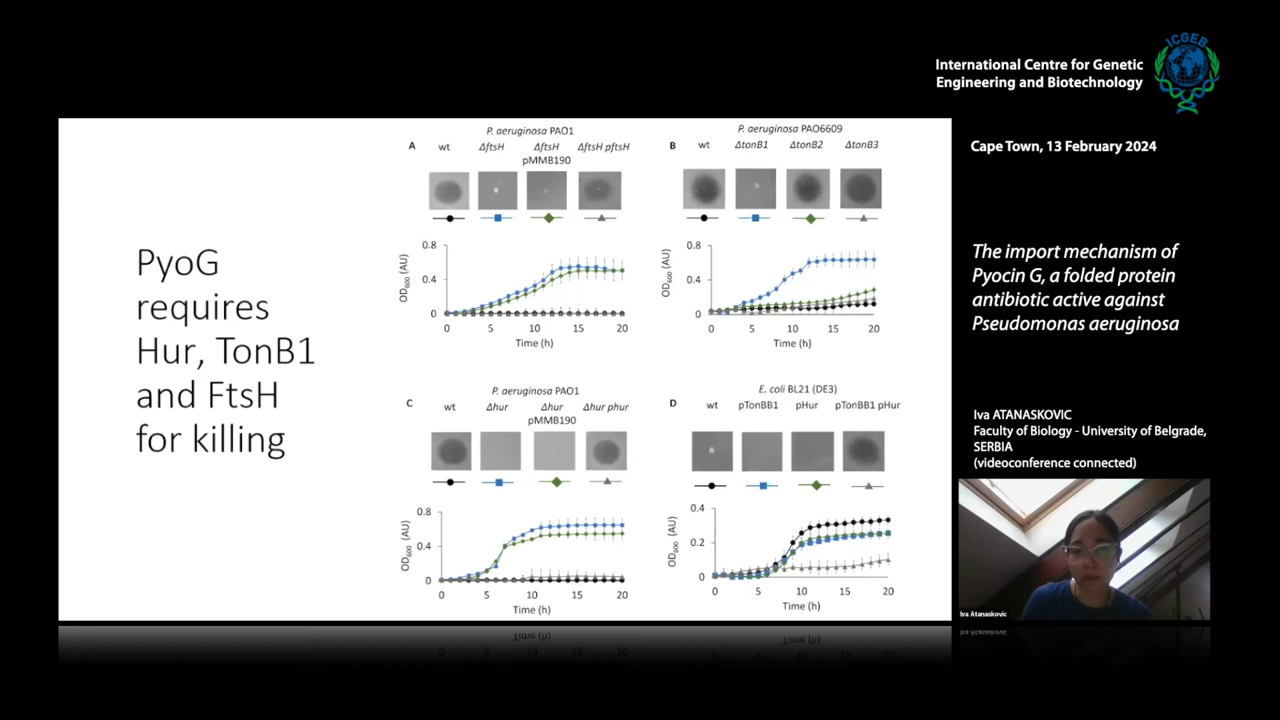 ICGEB
International Centre for Genetic
Engineering and Biotechnology
Cape Town, 13 February 2024
The import mechanism of
Pyocin G, a folded protein
antibiotic active against
Pseudomonas aeruginosa
Iva ATANASKOVIC
Faculty of Biology - University of Belgrade,
SERBIA
(videoconference connected)
Iva Atanaskovic
PyoG
requires
Hur, TonB1
and FtsH
for killing
P. aeruginosa PAO1
A wt ΔftsH ΔftsH ΔftsH pftsH
pMMB190
0.8
0.4
0
OD600 (AU)
0 5 10 15 20
Time (h)
P. aeruginosa PAO6609
B wt ΔtonB1 ΔtonB2 ΔtonB3
0.8
0.4
0
OD600 (AU)
0 5 10 15 20
Time (h)
P. aeruginosa PAO1
C wt Δhur Δhur Δhur phur
pMMB190
0.8
0.4
0
OD600 (AU)
0 5 10 15 20
Time (h)
E. coli BL21 (DE3)
D wt pTonBB1 pHur pTonBB1 pHur
0.4
0.2
0
OD600 (AU)
0 5 10 15 20
Time (h)